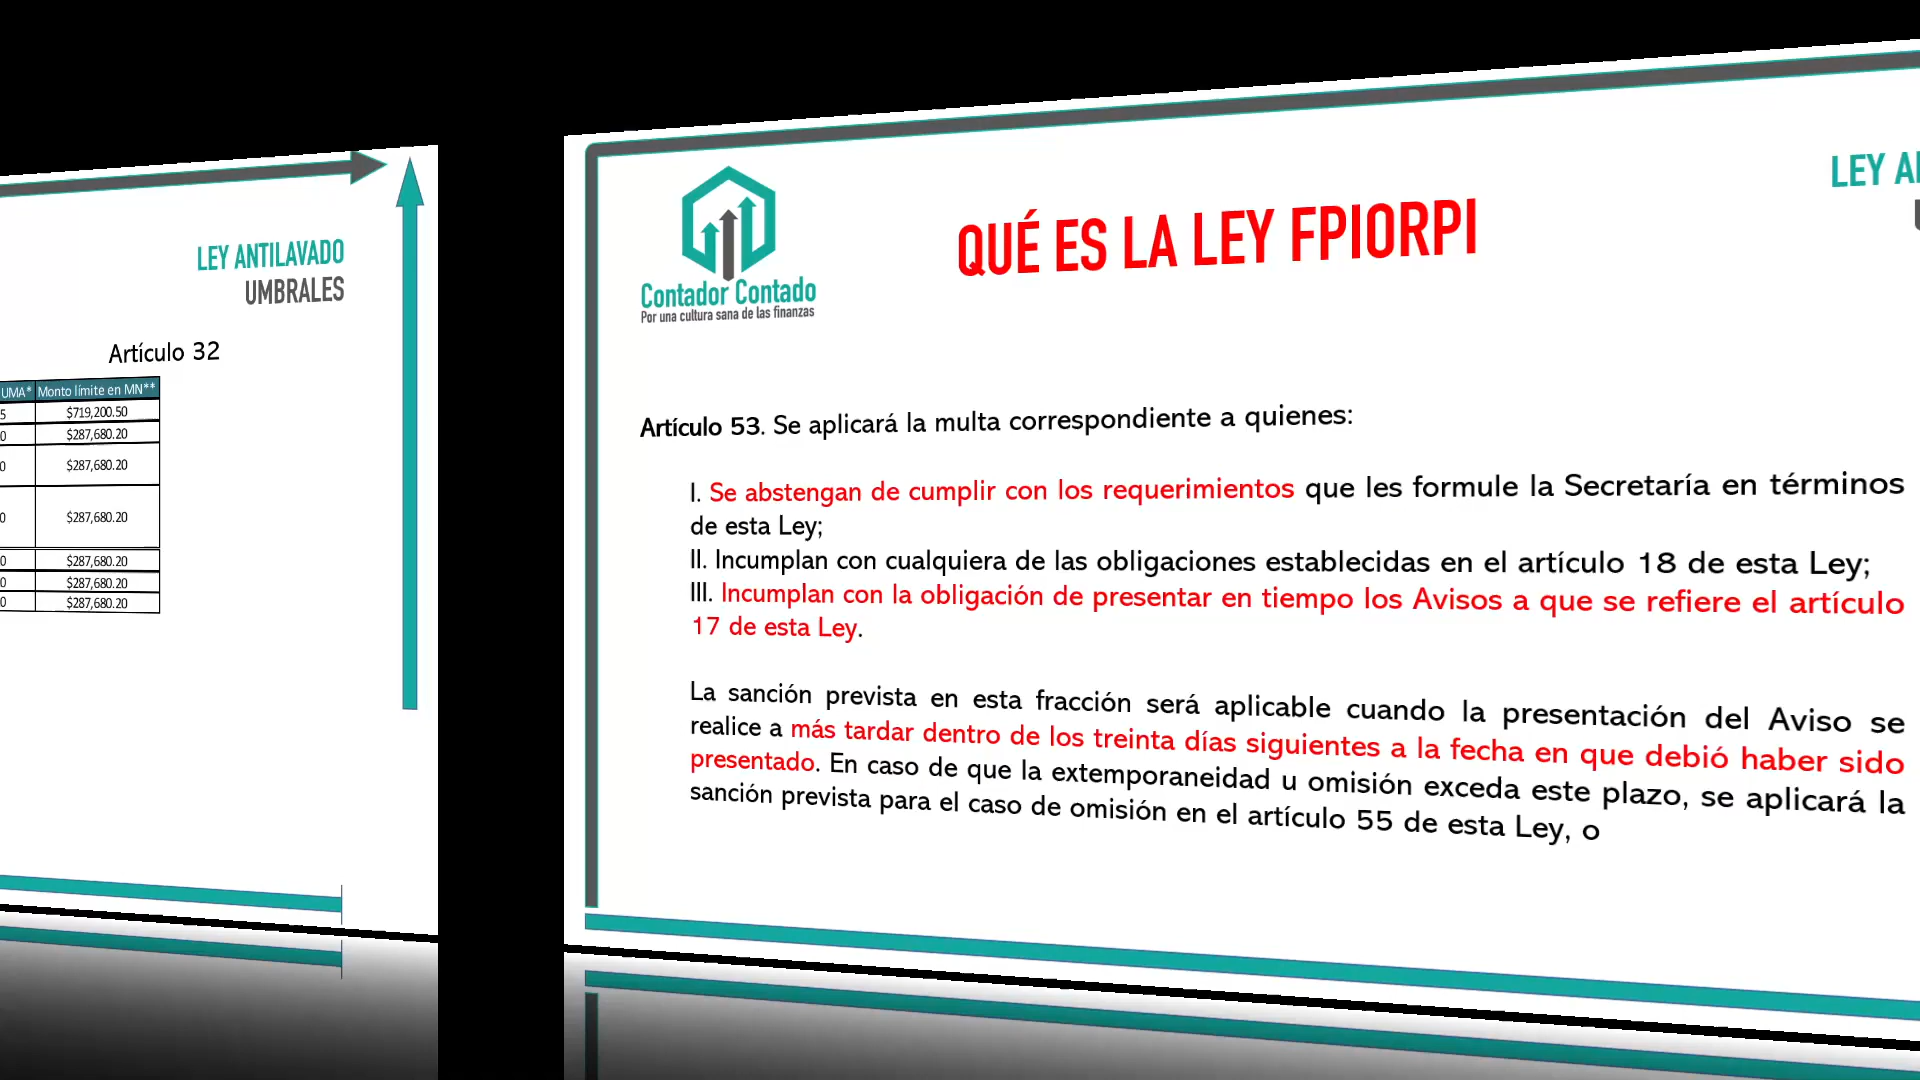 LEY ANTILAVADO
UMBRALES
Artículo 32
UMA* Monto límite en MN**
5 $719,200.50
0 $287,680.20
0 $287,680.20
0 $287,680.20
0 $287,680.20
0 $287,680.20
0 $287,680.20
Contador Contado
Por una cultura sana de las finanzas
QUÉ ES LA LEY FPIORPI
LEY
Artículo 53. Se aplicará la multa correspondiente a quienes:
I. Se abstengan de cumplir con los requerimientos que les formule la Secretaría en términos
de esta Ley;
II. Incumplan con cualquiera de las obligaciones establecidas en el artículo 18 de esta Ley;
III. Incumplan con la obligación de presentar en tiempo los Avisos a que se refiere el artículo
17 de esta Ley.
La sanción prevista en esta fracción será aplicable cuando la presentación del Aviso se
realice a más tardar dentro de los treinta días siguientes a la fecha en que debió haber sido
presentado. En caso de que la extemporaneidad u omisión exceda este plazo, se aplicará la
sanción prevista para el caso de omisión en el artículo 55 de esta Ley, o